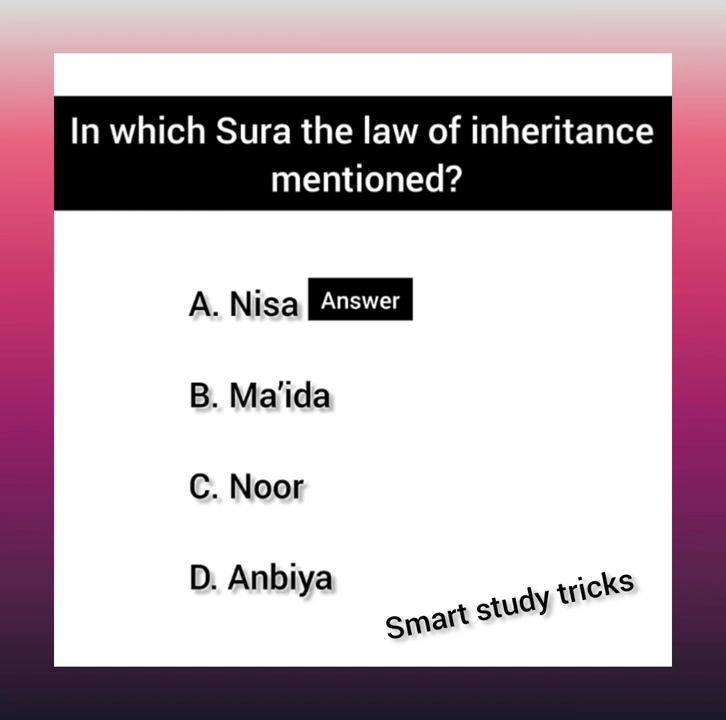 In which Sura the law of inheritance
mentioned?
A. Nisa Answer
B. Ma'ida
C. Noor
D. Anbiya
Smart study tricks